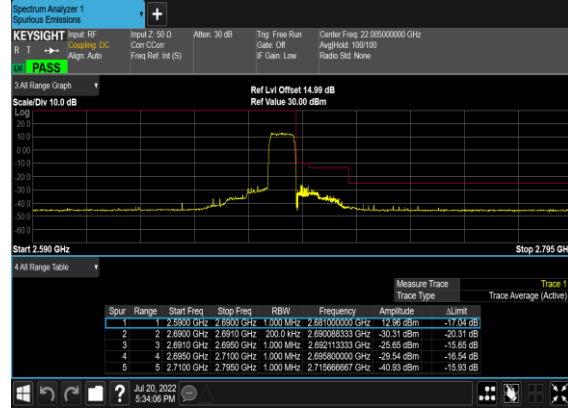 Spectrum Analyzer 1
Spurious Emissions
+
KEYSIGHT Input: RF Input Z: 50 Ω Atten: 30 dB Trig: Free Run Center Freq: 22.005000000 GHz
R T Coupling: DC Corr CCorr Gate: Off Avg|Hold: 100/100
Align: Auto Freq Ref: Int (S) IF Gain: Low Radio Std: None
PASS
3 All Range Graph
Ref Lvl Offset 14.99 dB
Scale/Div 10.0 dB Ref Value 30.00 dBm
Log
20.0
10.0
0.00
-10.0
-20.0
-30.0
-40.0
-50.0
-60.0
Start 2.590 GHz Stop 2.795 GH
4 All Range Table
Measure Trace Trace 1
Trace Type Trace Average (Active)
Spur Range Start Freq Stop Freq RBW Frequency Amplitude ΔLimit
1 1 2.5900 GHz 2.6900 GHz 1.000 MHz 2.681000000 GHz 12.96 dBm -17.04 dB
2 2 2.6900 GHz 2.6910 GHz 200.0 kHz 2.690088333 GHz -30.31 dBm -20.31 dB
3 3 2.6910 GHz 2.6950 GHz 1.000 MHz 2.692113333 GHz -25.65 dBm -15.65 dB
4 4 2.6950 GHz 2.7100 GHz 1.000 MHz 2.695800000 GHz -29.54 dBm -16.54 dB
5 5 2.7100 GHz 2.7950 GHz 1.000 MHz 2.715666667 GHz -40.93 dBm -15.93 dB
? Jul 20, 2022
5:34:06 PM